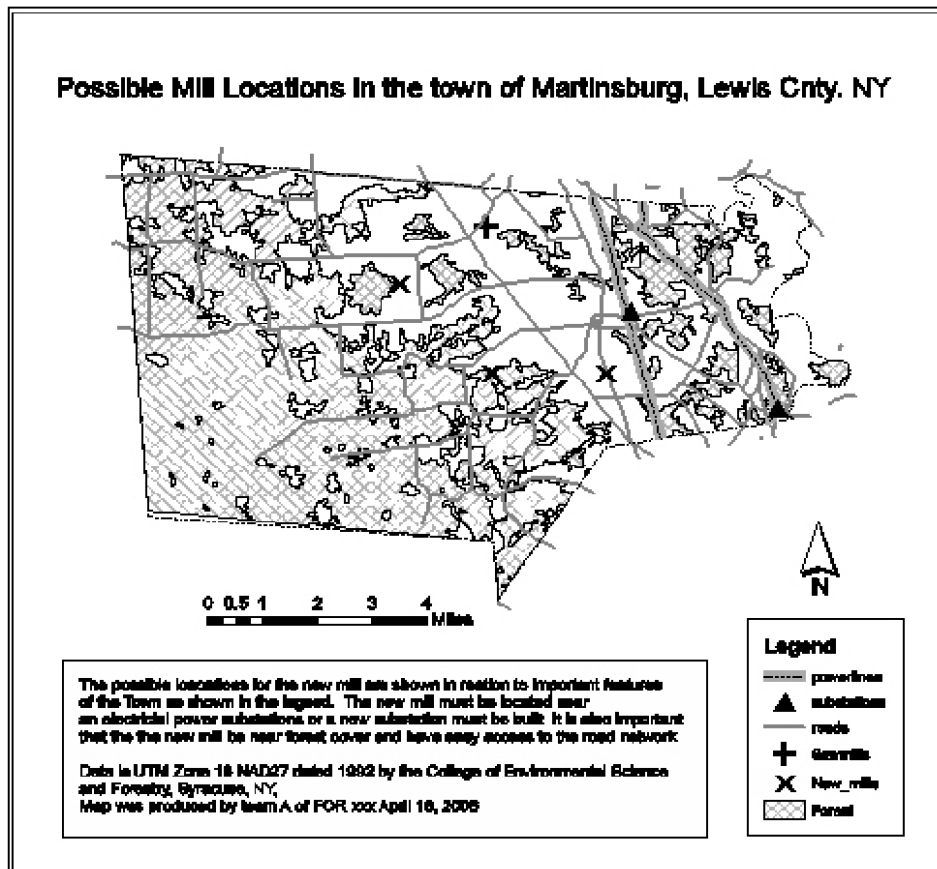 Possible Mill Locations in the town of Martinsburg, Lewis Cnty. NY
N
0 0.5 1 2 3 4
Miles
The possible loacations for the new mill are shown in realion to important features
of the Town as shown in the legend. The new mill must be located near
an electricial power substations or a new substation must be built. It is also important
that the the new mill be near forest cover and have easy access to the road network
Data is UTM Zone 18 NAD27 dated 1992 by the College of Environmental Science
and Forestry, Syracuse, NY,
Map was produced by team A of FOR xxx April 16, 2006
Legend
powerlines
substations
roads
Sawmills
New_mills
Forest